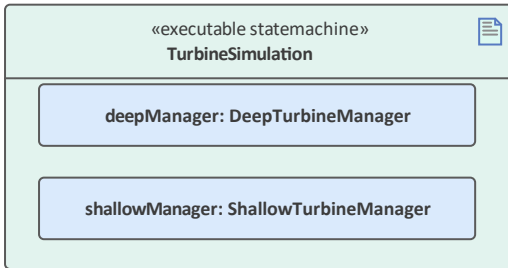 «executable statemachine»
TurbineSimulation
deepManager: DeepTurbineManager
shallowManager: ShallowTurbineManager